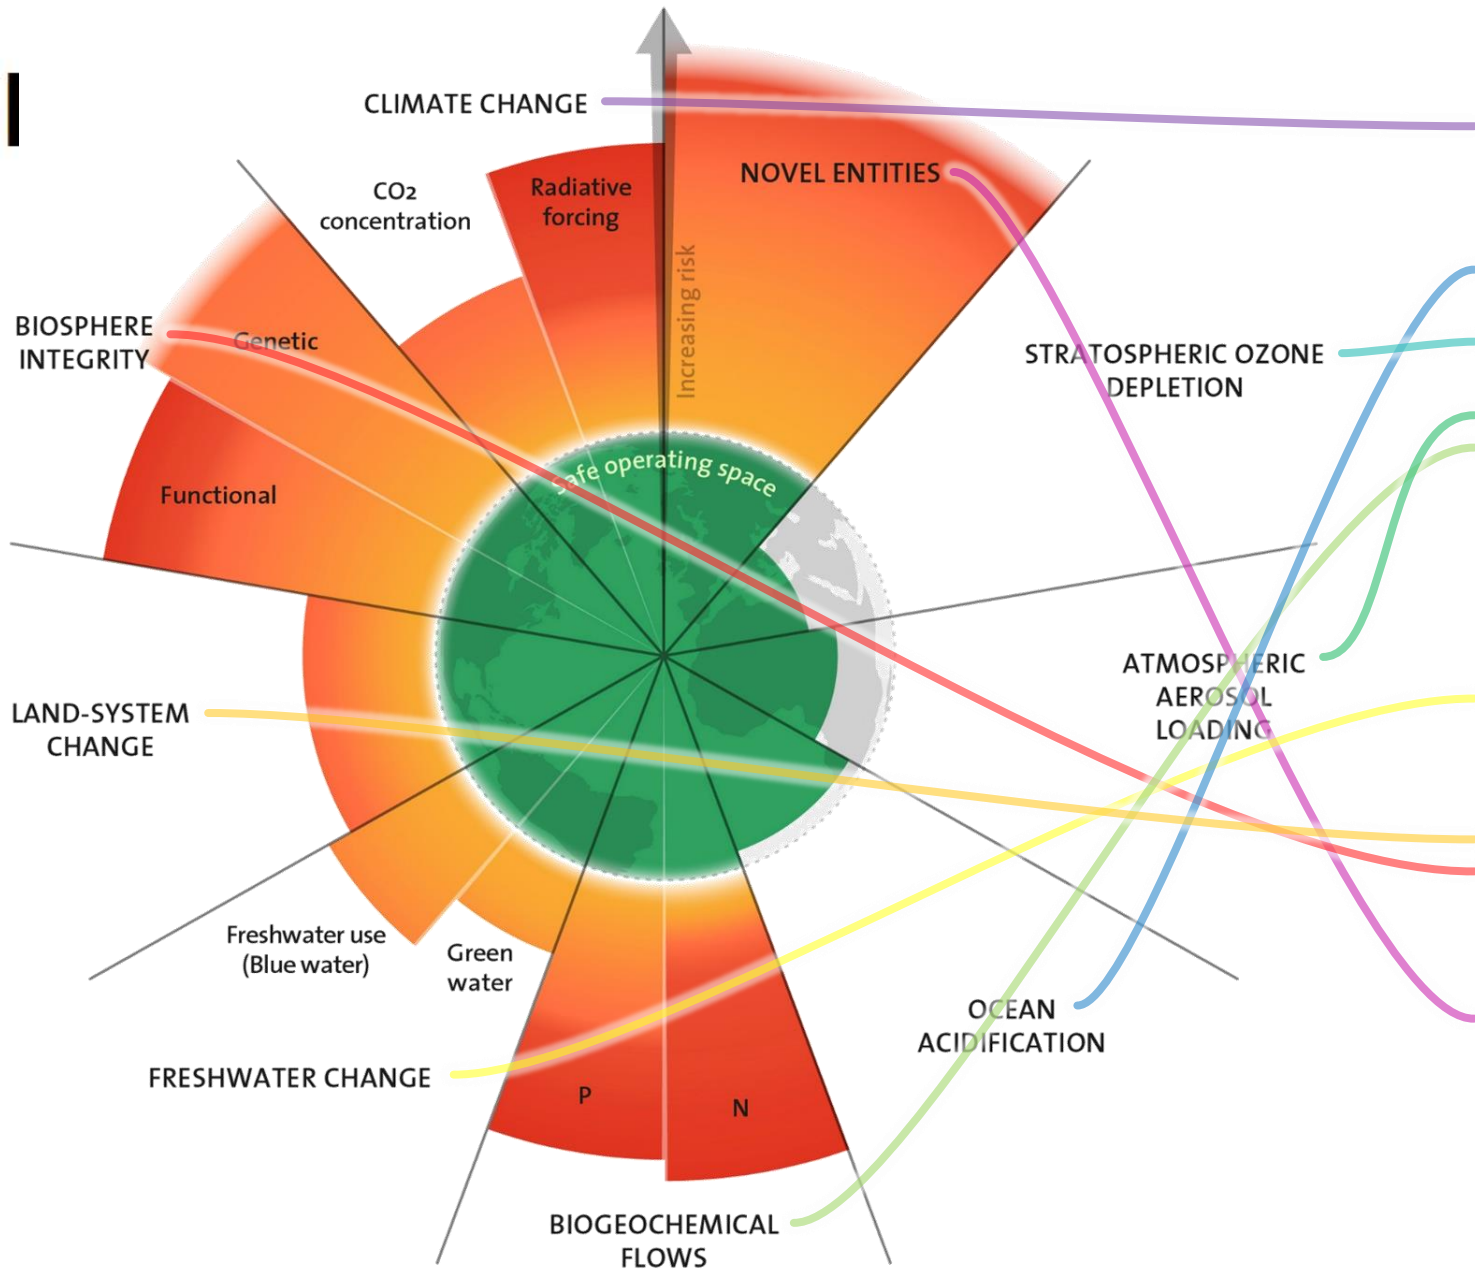 CLIMATE CHANGE
NOVEL ENTITIES
CO2
concentration
Radiative
forcing
Increasing risk
BIOSPHERE
INTEGRITY
Genetic
STRATOSPHERIC OZONE
DEPLETION
Functional
Safe operating space
ATMOSPHERIC
AEROSOL
LOADING
LAND-SYSTEM
CHANGE
Freshwater use
(Blue water)
Green
water
OCEAN
ACIDIFICATION
FRESHWATER CHANGE
P
N
BIOGEOCHEMICAL
FLOWS